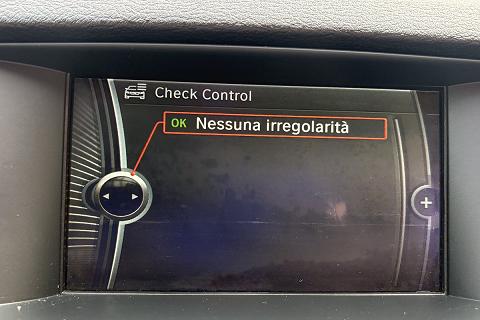 Check Control
OK Nessuna irregolarità
+